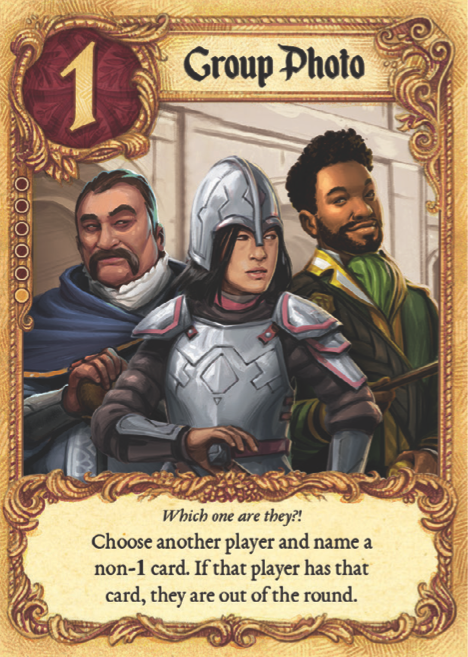 1
Group Photo
Which one are they?!
Choose another player and name a
non-1 card. If that player has that
card, they are out of the round.